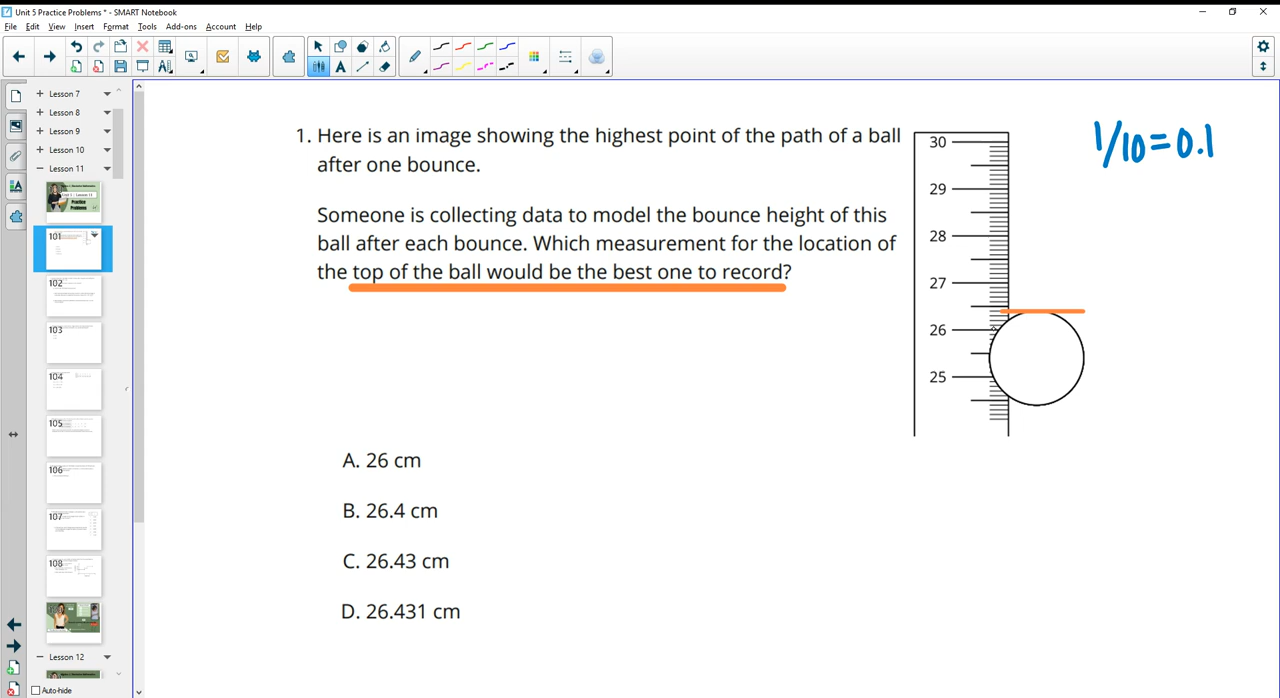 Unit 5 Practice Problems * - SMART Notebook
File Edit View Insert Format Tools Add-ons Account Help
Lesson 7
Lesson 8
Lesson 9
Lesson 10
Lesson 11
Practice
Problems
101
102
103
104
105
106
107
108
Lesson 12
Auto-hide
1. Here is an image showing the highest point of the path of a ball
after one bounce.
Someone is collecting data to model the bounce height of this
ball after each bounce. Which measurement for the location of
the top of the ball would be the best one to record?
A. 26 cm
B. 26.4 cm
C. 26.43 cm
D. 26.431 cm
30
29
28
27
26
25
1/10=0.1